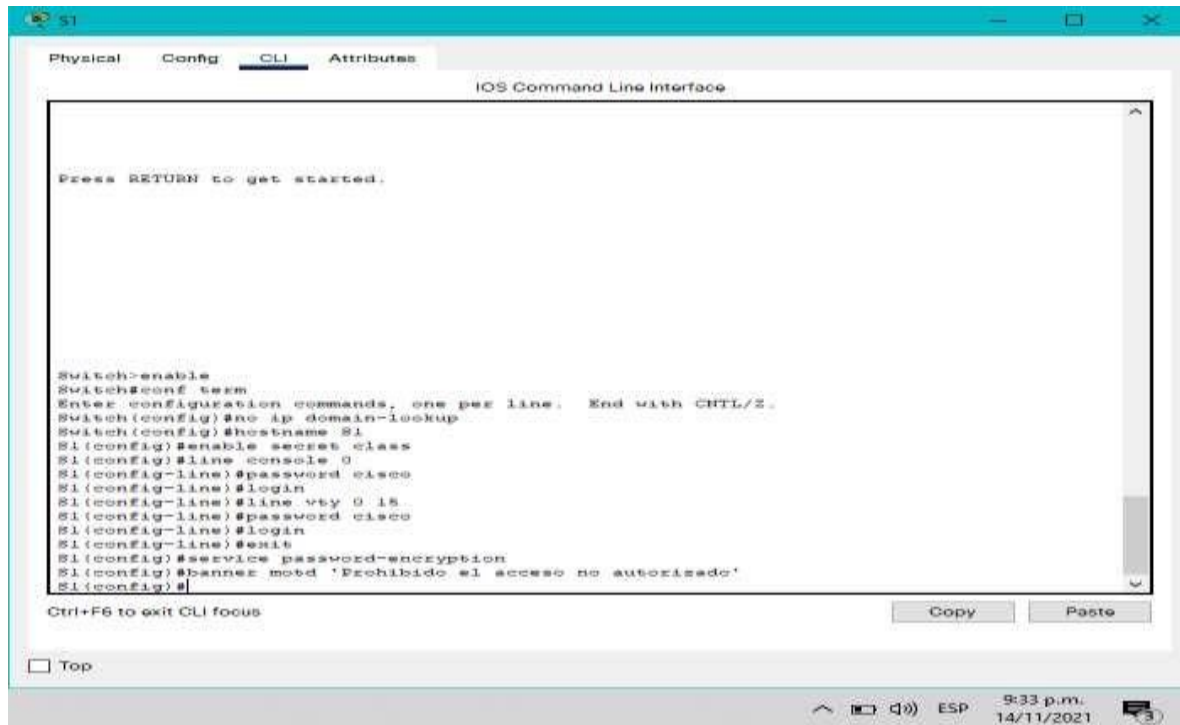 S1
Physical Config CLI Attributes
IOS Command Line Interface
Press RETURN to get started.
Switch>enable
Switch#conf term
Enter configuration commands, one per line. End with CNTL/Z.
Switch(config)#no ip domain-lookup
Switch(config)#hostname S1
S1(config)#enable secret class
S1(config)#line console 0
S1(config-line)#password cisco
S1(config-line)#login
S1(config-line)#line vty 0 15
S1(config-line)#password cisco
S1(config-line)#login
S1(config-line)#exit
S1(config)#service password-encryption
S1(config)#banner motd 'Prohibido el acceso no autorizado'
S1(config)#
Ctrl+F6 to exit CLI focus
Copy Paste
Top
ESP 9:33 p.m.
14/11/2021
3